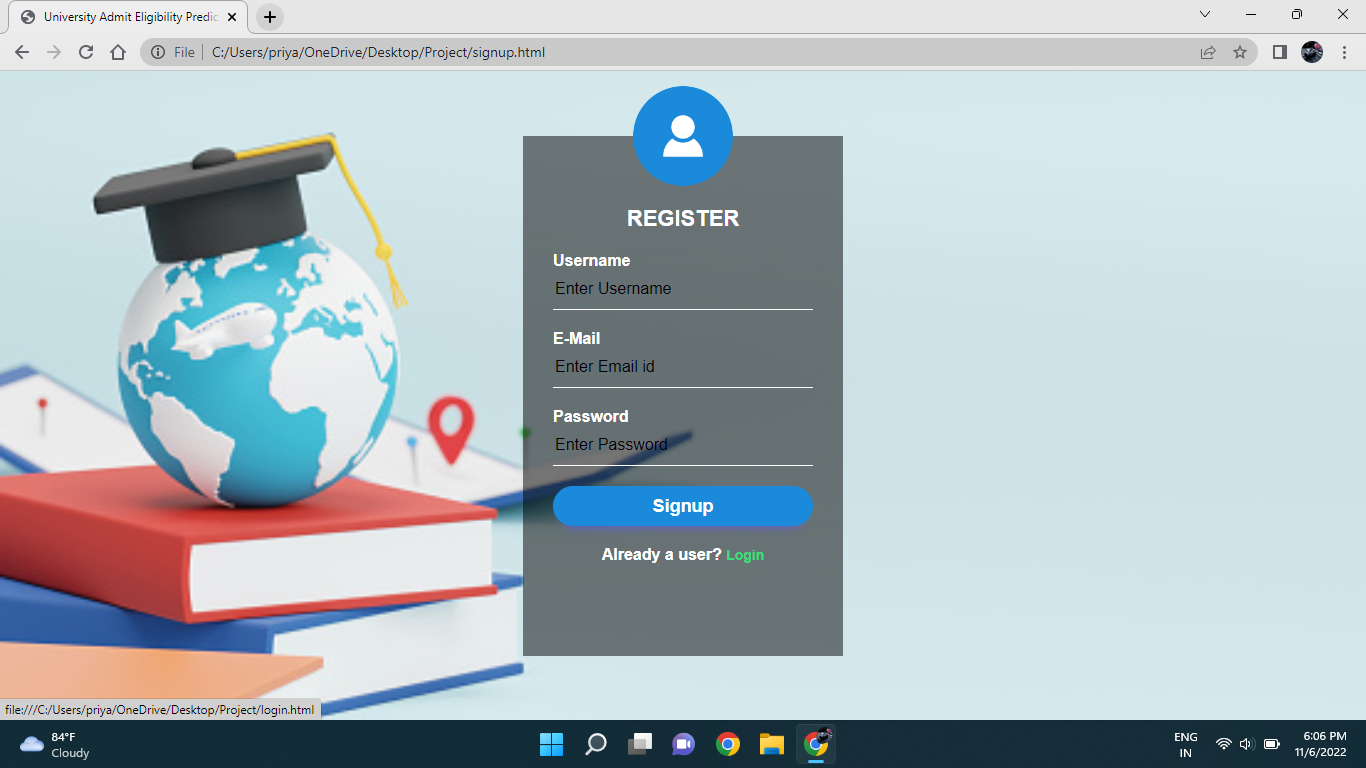 University Admit Eligibility Predic
File
C:/Users/priya/OneDrive/Desktop/Project/signup.html
REGISTER
Username
Enter Username
E-Mail
Enter Email id
Password
Enter Password
Signup
Already a user? Login
file:///C:/Users/priya/OneDrive/Desktop/Project/login.html
84°F
Cloudy
ENG
IN
6:06 PM
11/6/2022